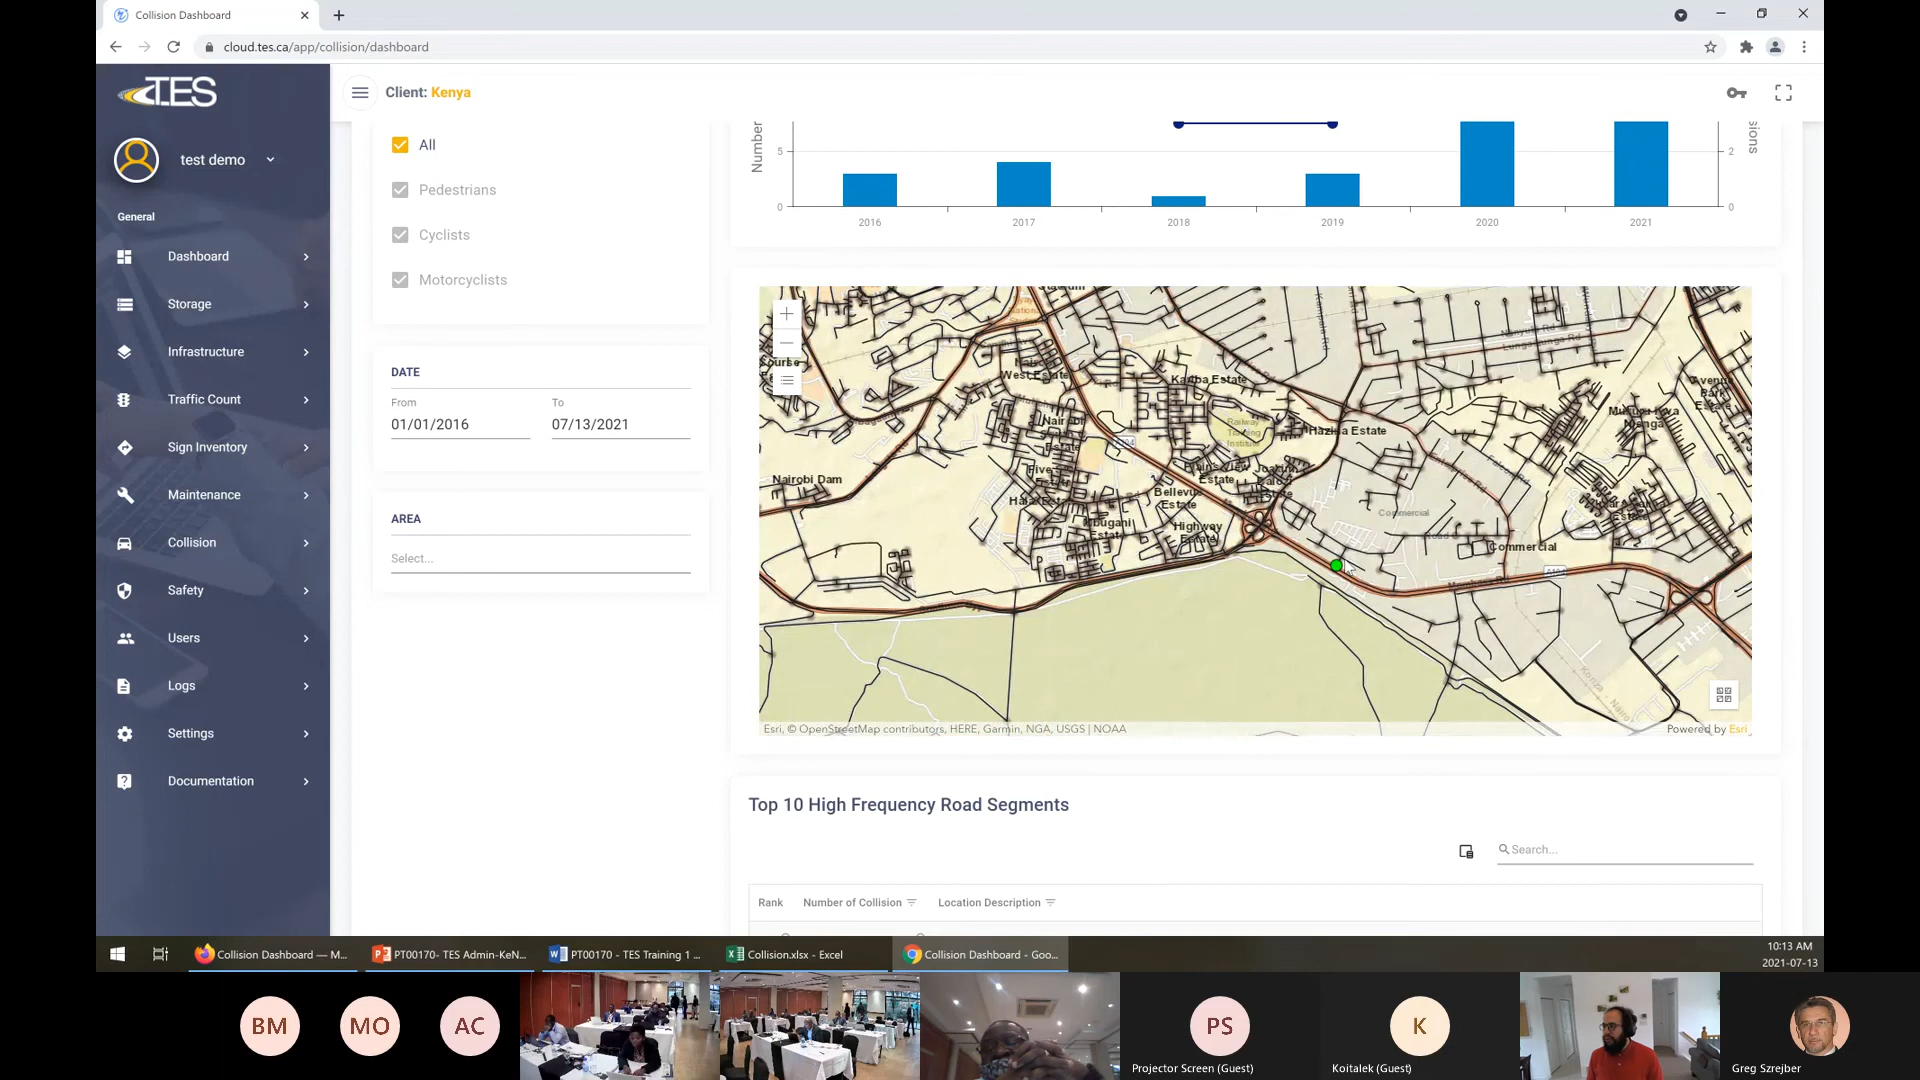 Collision Dashboard
cloud.tes.ca/app/collision/dashboard
TES
Client: Kenya
test demo
General
Dashboard
Storage
Infrastructure
Traffic Count
Sign Inventory
Maintenance
Collision
Safety
Users
Logs
Settings
Documentation
All
Pedestrians
Cyclists
Motorcyclists
DATE
From
To
01/01/2016
07/13/2021
AREA
Select...
Number
5
0
2
0
2016
2017
2018
2019
2020
2021
West Estate
Kariba Estate
Hazina Estate
Nairobi Dam
Railway
Training
Institute
Bellevue
Estate
Highway
Estate
Commercial
Commercial
Esri, © OpenStreetMap contributors, HERE, Garmin, NGA, USGS | NOAA
Powered by Esri
Top 10 High Frequency Road Segments
Search...
Rank
Number of Collision
Location Description
Collision Dashboard — M...
PT00170- TES Admin-KeN...
PT00170 - TES Training 1 ...
Collision.xlsx - Excel
Collision Dashboard - Goo...
10:13 AM
2021-07-13
BM
MO
AC
PS
Projector Screen (Guest)
K
Koitalek (Guest)
Greg Szrejber